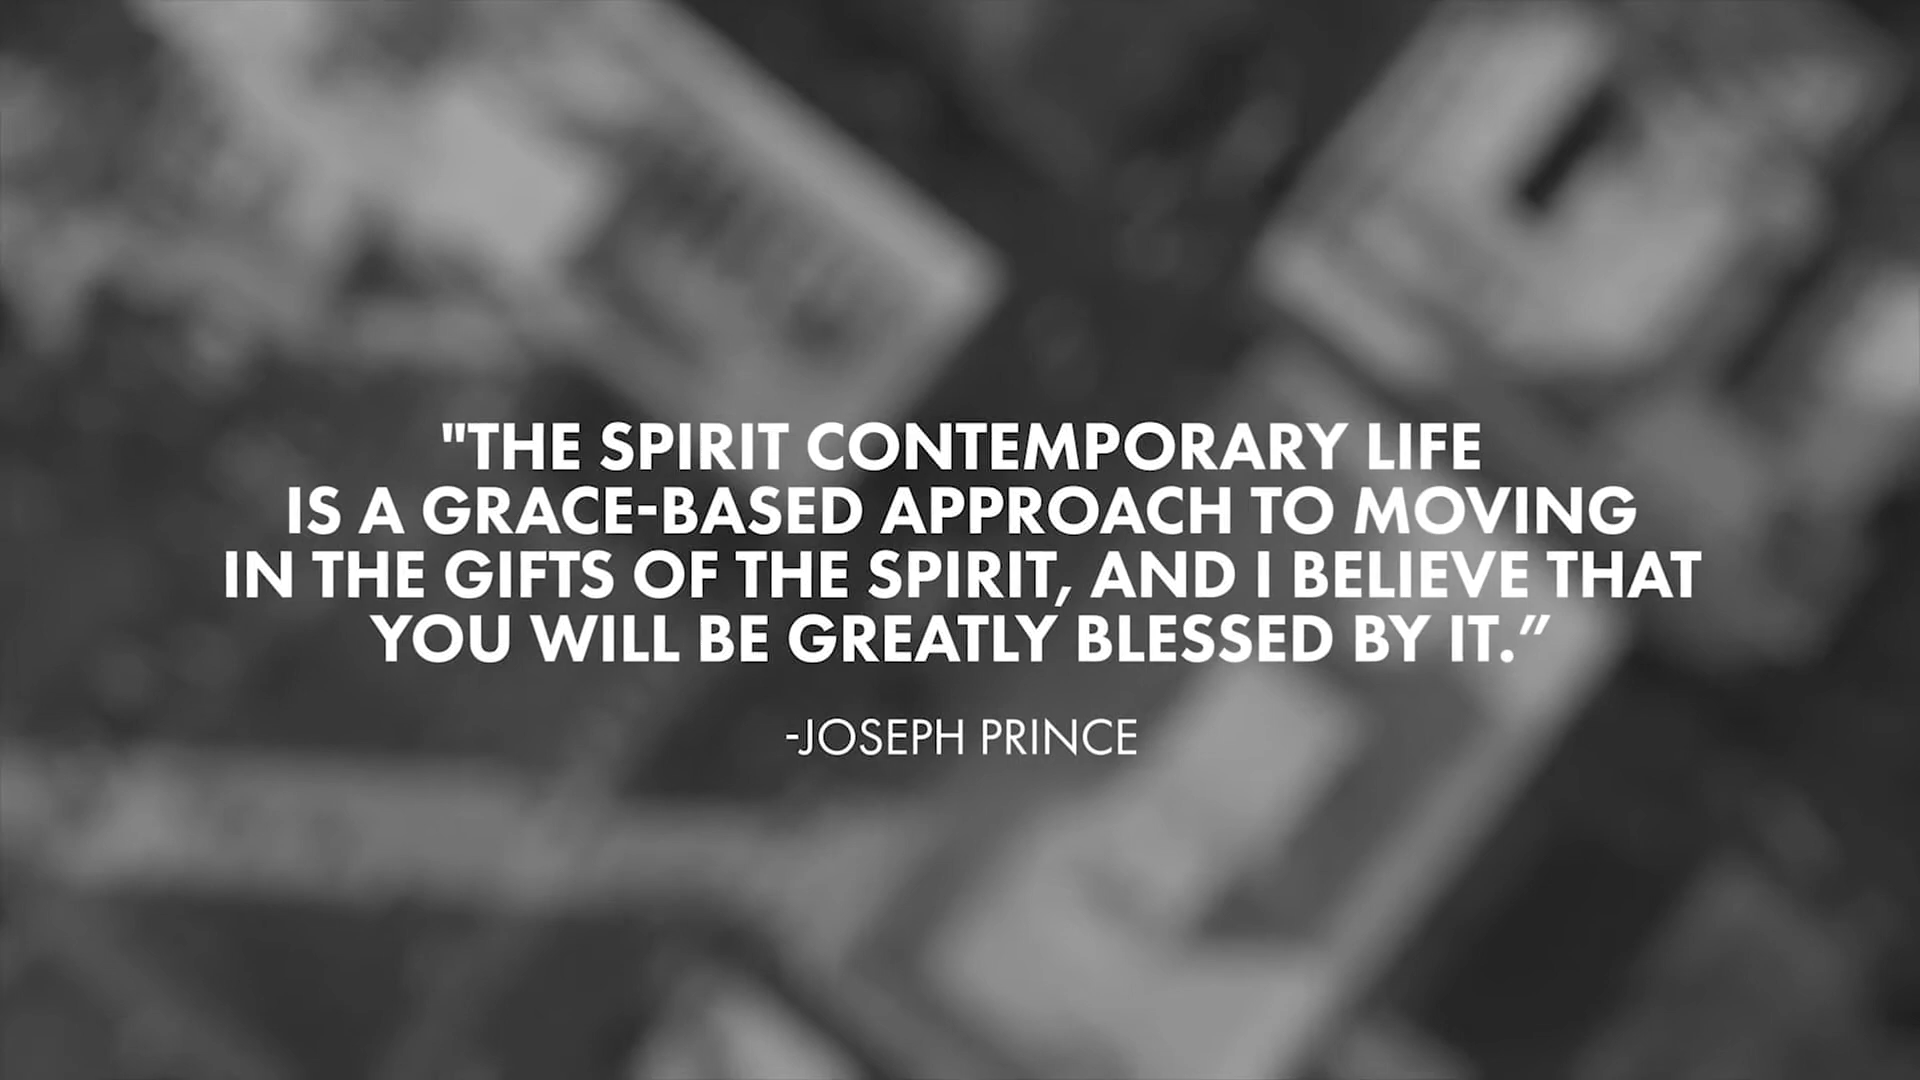 "THE SPIRIT CONTEMPORARY LIFE
IS A GRACE-BASED APPROACH TO MOVING
IN THE GIFTS OF THE SPIRIT, AND I BELIEVE THAT
YOU WILL BE GREATLY BLESSED BY IT.”
-JOSEPH PRINCE